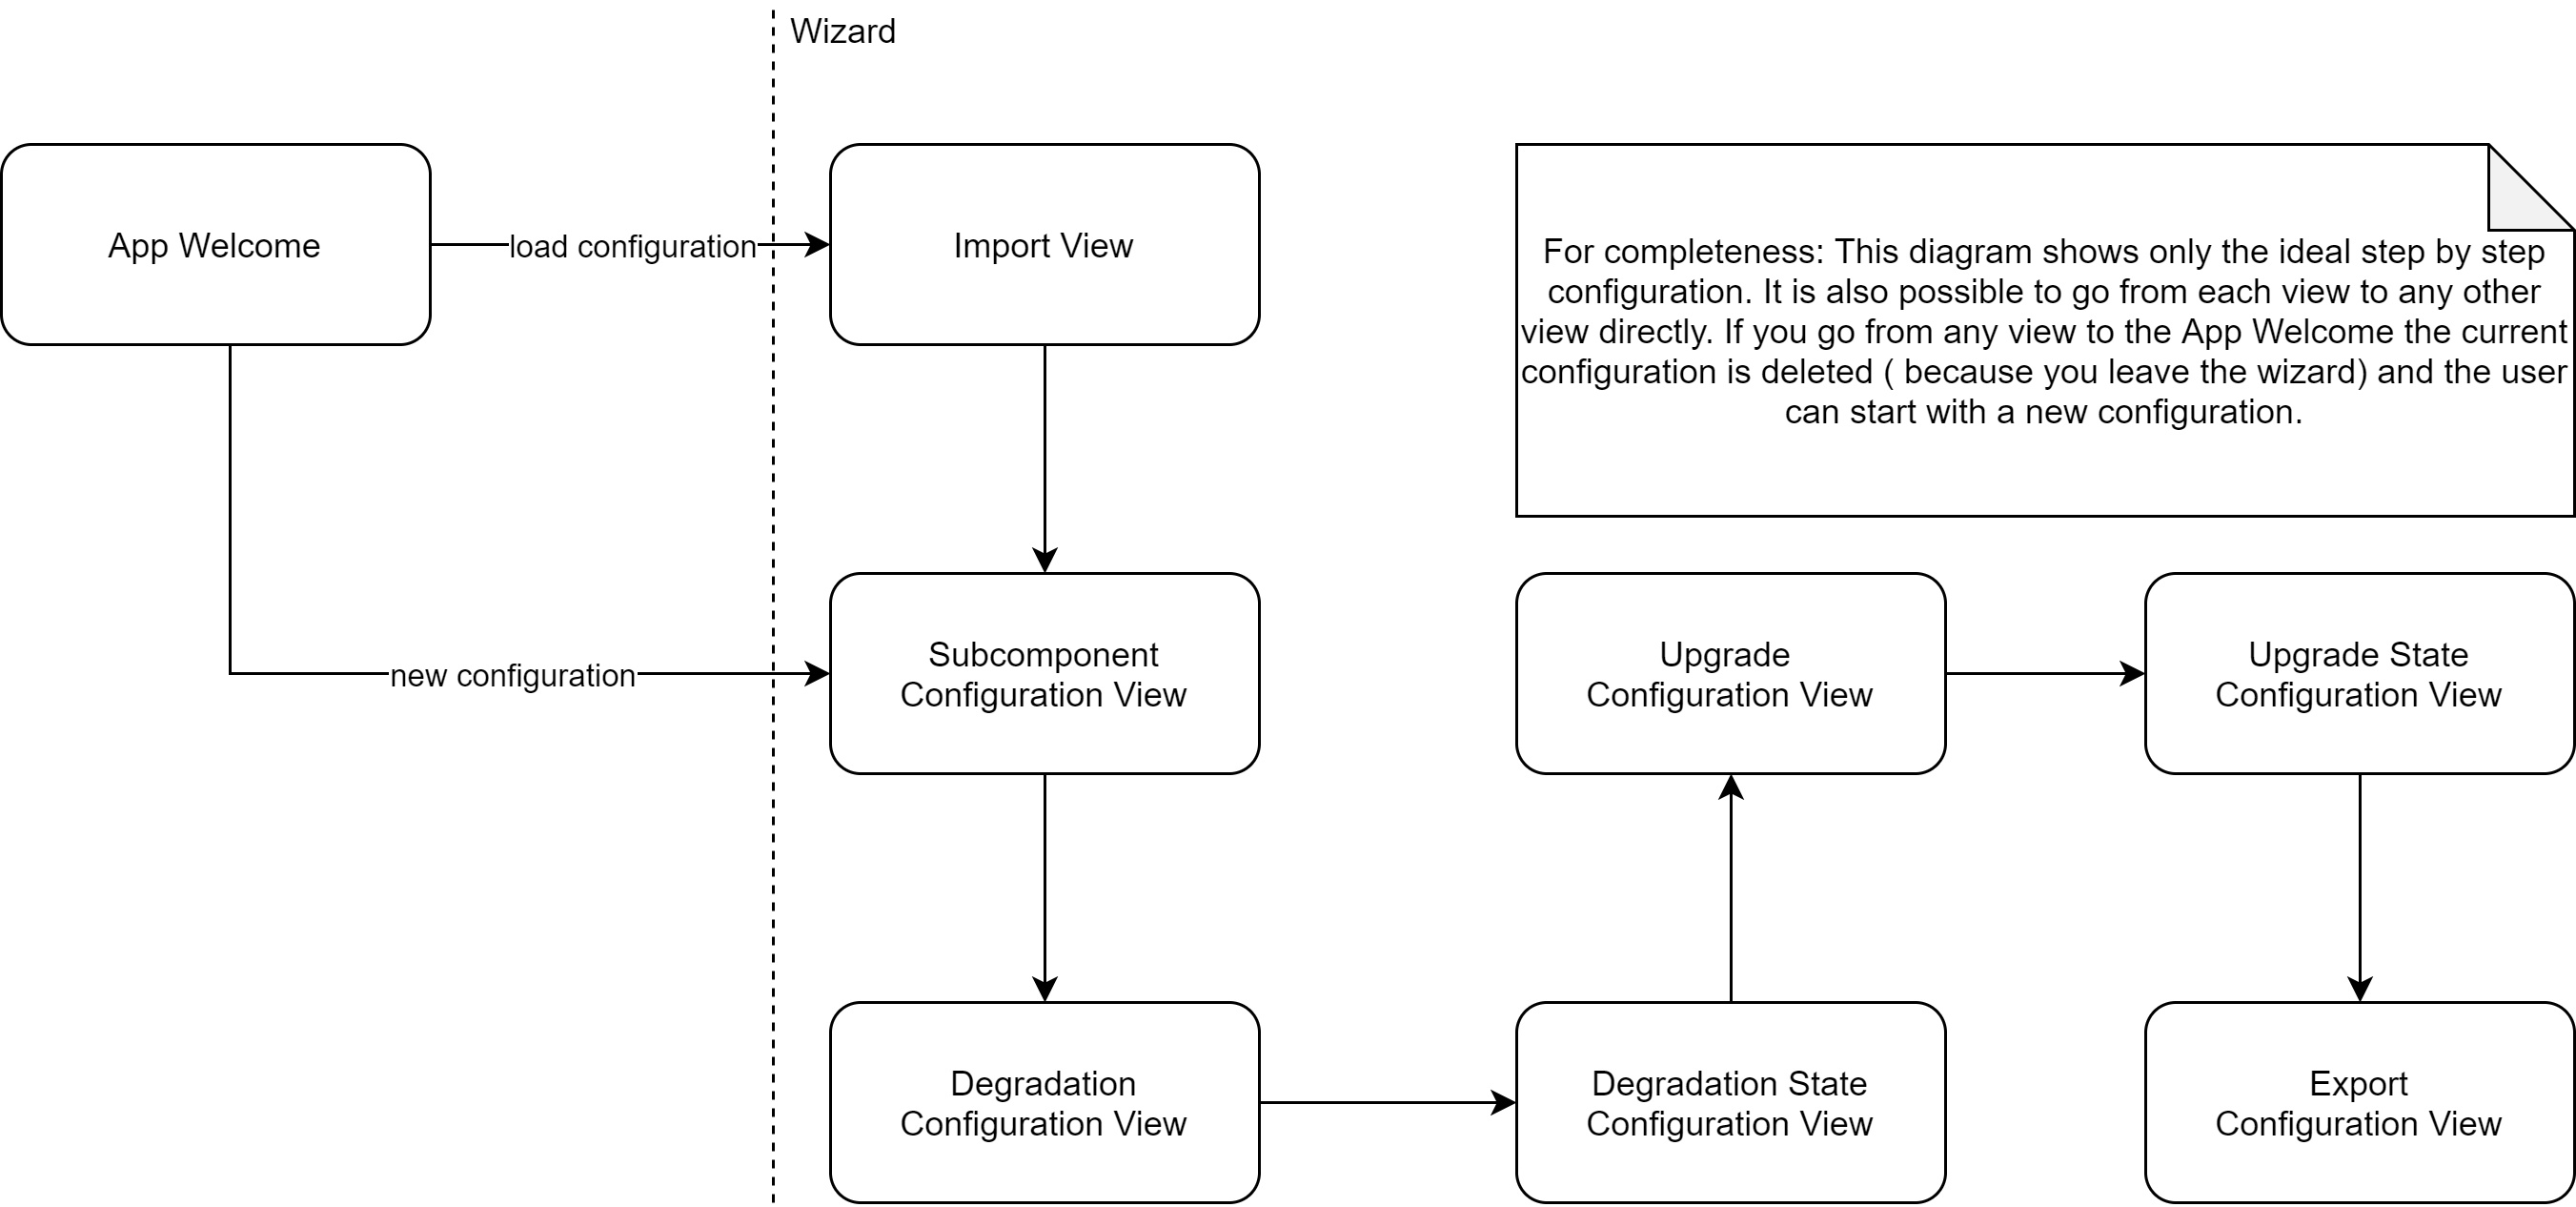 Wizard
App Welcome
load configuration
Import View
For completeness: This diagram shows only the ideal step by step
configuration. It is also possible to go from each view to any other
view directly. If you go from any view to the App Welcome the current
configuration is deleted ( because you leave the wizard) and the user
can start with a new configuration.
new configuration
Subcomponent
Configuration View
Upgrade
Configuration View
Upgrade State
Configuration View
Degradation
Configuration View
Degradation State
Configuration View
Export
Configuration View